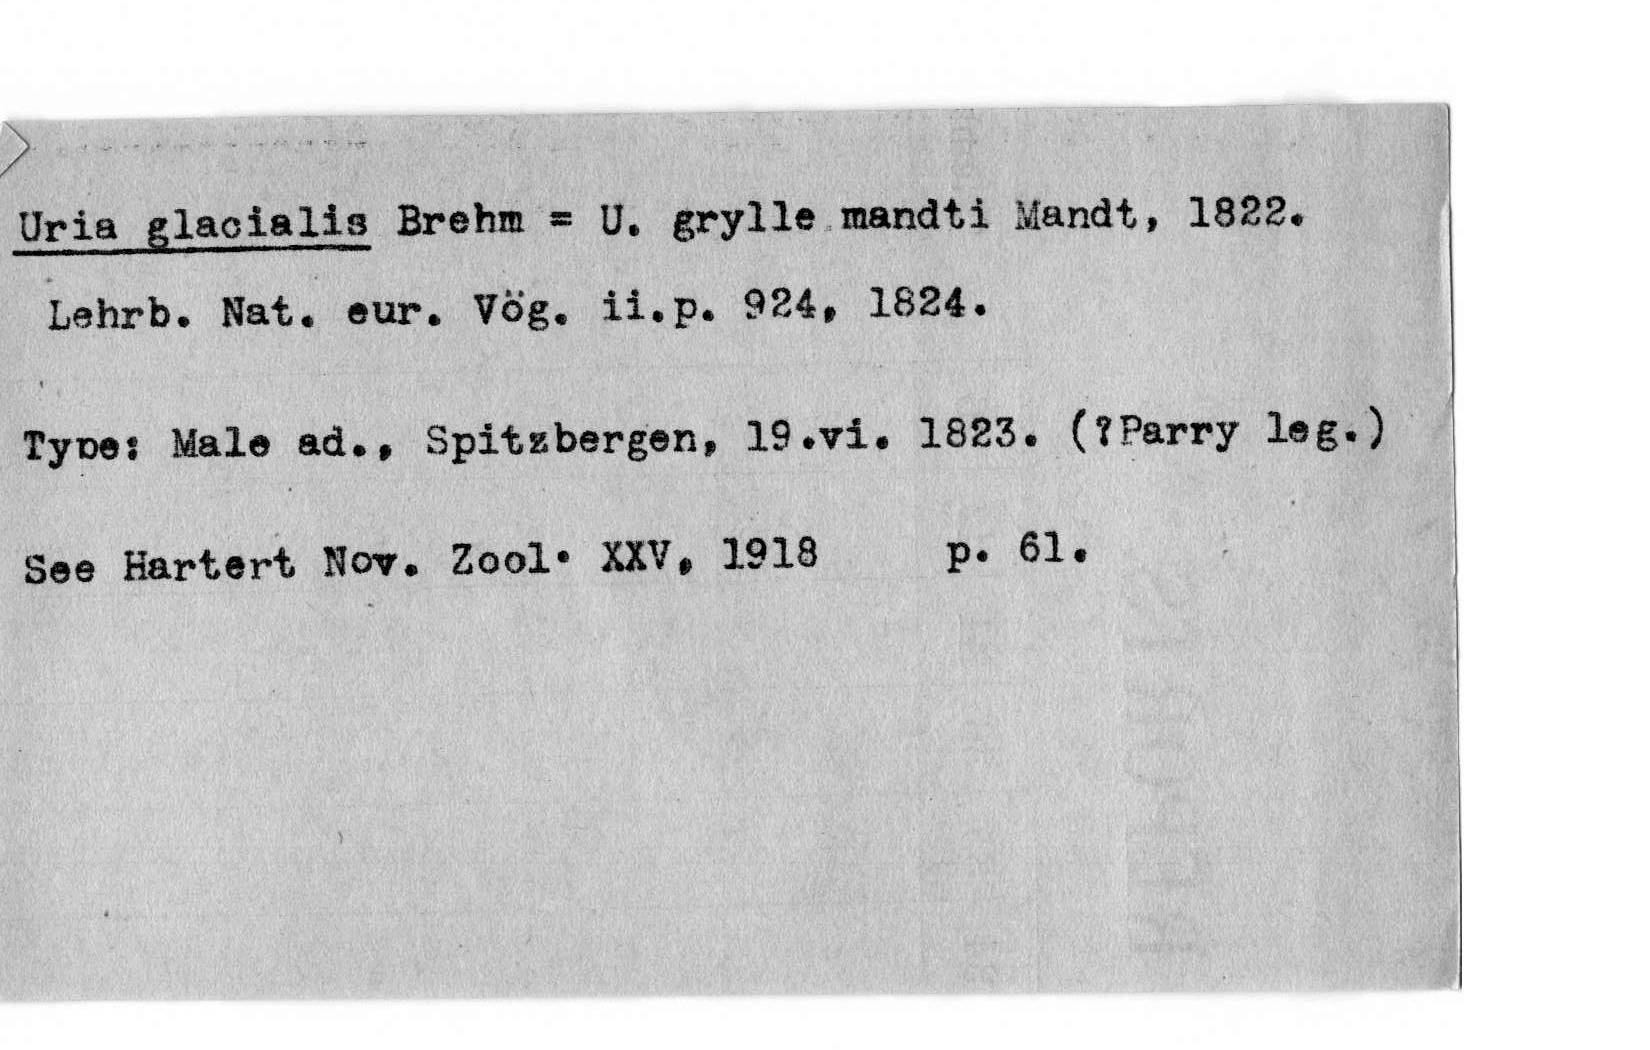 Uria glacialis Brehm = U. grylle mandti Mandt, 1822.
Lehrb. Nat. eur. Vög. ii.p. 924, 1824.
Type: Male ad., Spitzbergen, 19.vi. 1823. (?Parry leg.)
See Hartert Nov. Zool. XXV, 1918 p. 61.